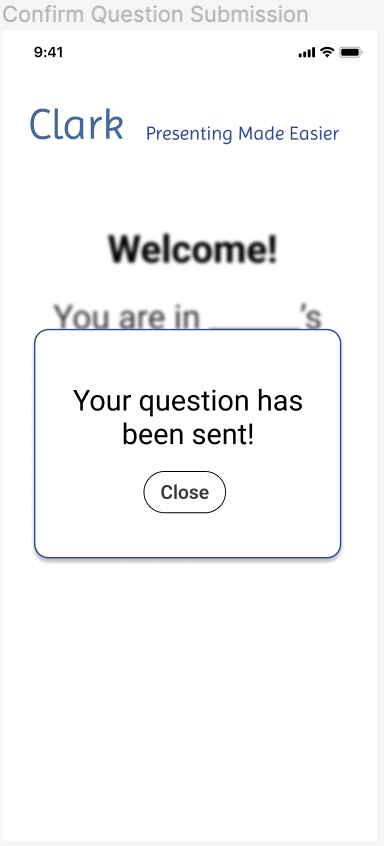 Confirm Question Submission
9:41
Clark Presenting Made Easier
Welcome!
You are in ______'s
Your question has
been sent!
Close